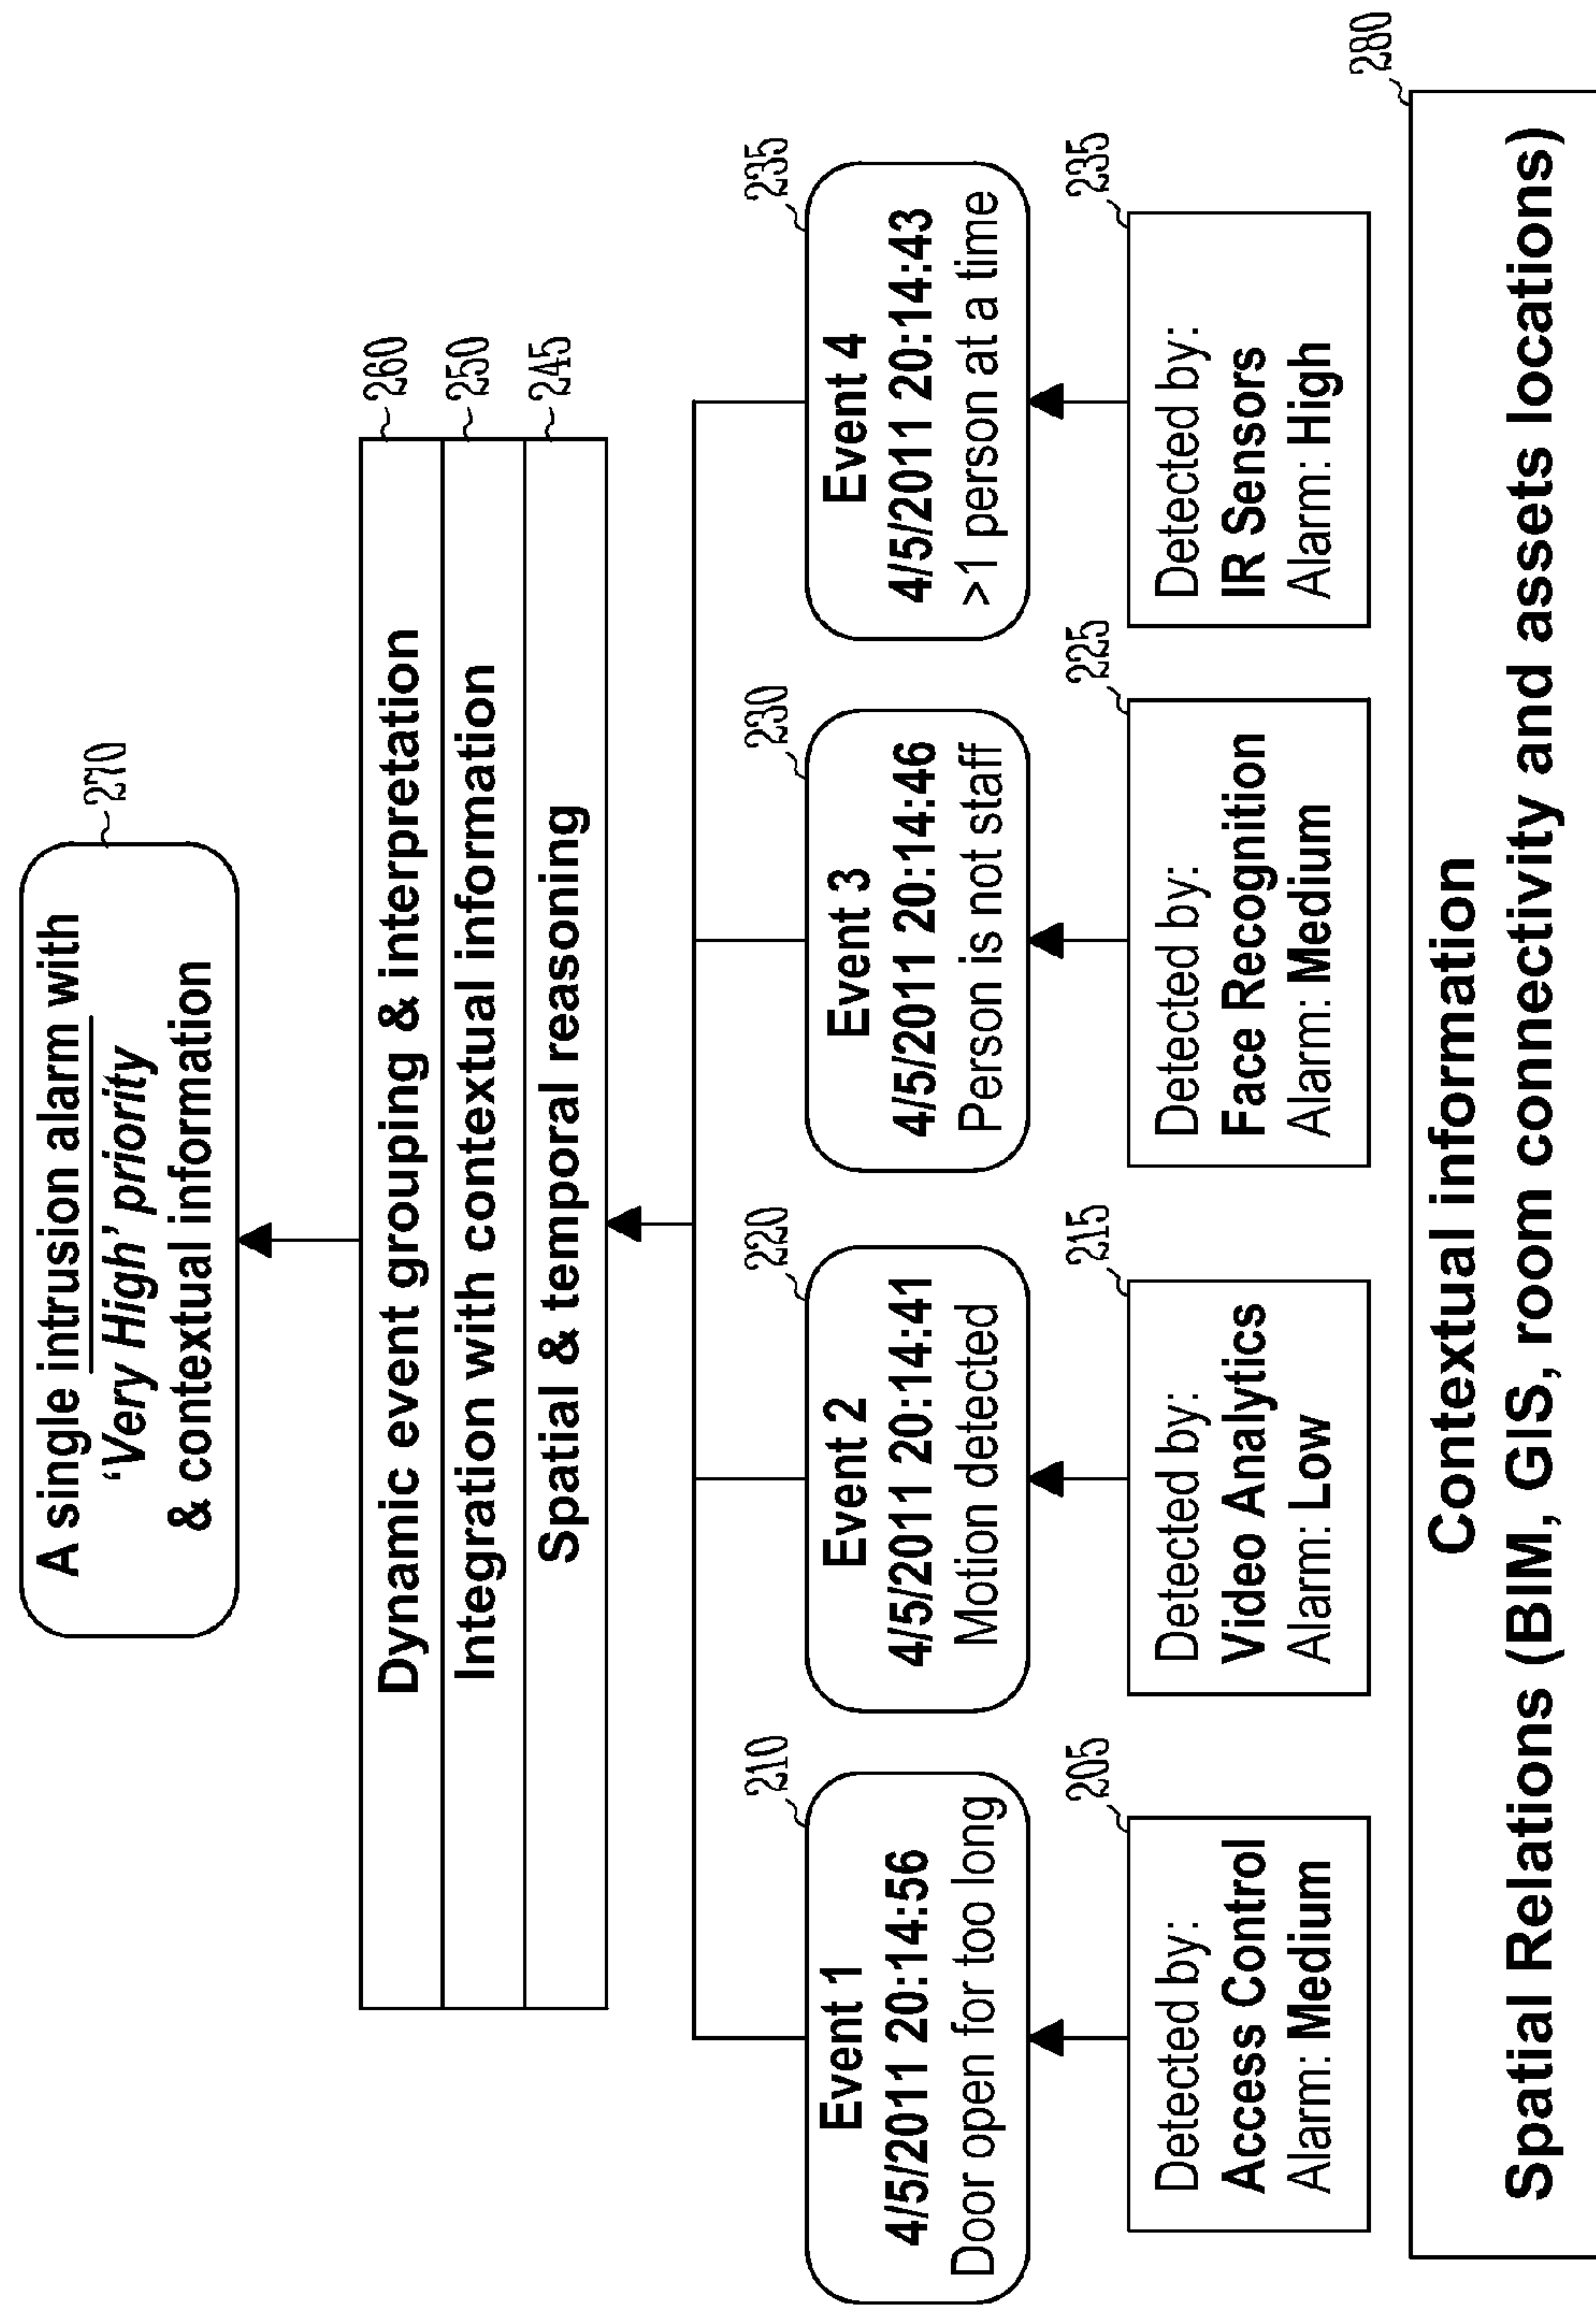 A single intrusion alarm with
'Very High' priority
& contextual information
270
Dynamic event grouping & interpretation
260
Integration with contextual information
250
Spatial & temporal reasoning
245
210
Event 1
4/5/2011 20:14:56
Door open for too long
220
Event 2
4/5/2011 20:14:41
Motion detected
230
Event 3
4/5/2011 20:14:46
Person is not staff
235
Event 4
4/5/2011 20:14:43
>1 person at a time
205
Detected by:
Access Control
Alarm: Medium
215
Detected by:
Video Analytics
Alarm: Low
225
Detected by:
Face Recognition
Alarm: Medium
235
Detected by:
IR Sensors
Alarm: High
280
Contextual information
Spatial Relations (BIM, GIS, room connectivity and assets locations)